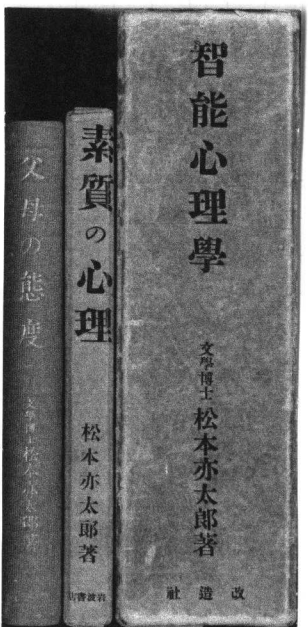 智能心理學
文學博士 松本亦太郎著
改造社
素質の心理
松本亦太郎著
岩波書店
父母の態度
文學博士 松本亦太郎著